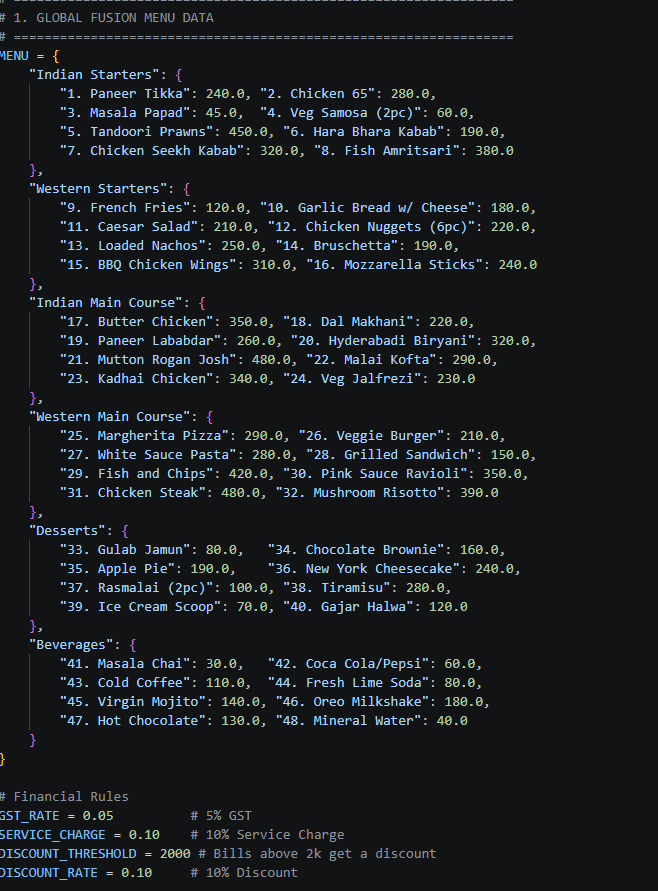 # 1. GLOBAL FUSION MENU DATA
# ==================================================================
MENU = {
    "Indian Starters": {
        "1. Paneer Tikka": 240.0, "2. Chicken 65": 280.0,
        "3. Masala Papad": 45.0,  "4. Veg Samosa (2pc)": 60.0,
        "5. Tandoori Prawns": 450.0, "6. Hara Bhara Kabab": 190.0,
        "7. Chicken Seekh Kabab": 320.0, "8. Fish Amritsari": 380.0
    },
    "Western Starters": {
        "9. French Fries": 120.0, "10. Garlic Bread w/ Cheese": 180.0,
        "11. Caesar Salad": 210.0, "12. Chicken Nuggets (6pc)": 220.0,
        "13. Loaded Nachos": 250.0, "14. Bruschetta": 190.0,
        "15. BBQ Chicken Wings": 310.0, "16. Mozzarella Sticks": 240.0
    },
    "Indian Main Course": {
        "17. Butter Chicken": 350.0, "18. Dal Makhani": 220.0,
        "19. Paneer Lababdar": 260.0, "20. Hyderabadi Biryani": 320.0,
        "21. Mutton Rogan Josh": 480.0, "22. Malai Kofta": 290.0,
        "23. Kadhai Chicken": 340.0, "24. Veg Jalfrezi": 230.0
    },
    "Western Main Course": {
        "25. Margherita Pizza": 290.0, "26. Veggie Burger": 210.0,
        "27. White Sauce Pasta": 280.0, "28. Grilled Sandwich": 150.0,
        "29. Fish and Chips": 420.0, "30. Pink Sauce Ravioli": 350.0,
        "31. Chicken Steak": 480.0, "32. Mushroom Risotto": 390.0
    },
    "Desserts": {
        "33. Gulab Jamun": 80.0,   "34. Chocolate Brownie": 160.0,
        "35. Apple Pie": 190.0,    "36. New York Cheesecake": 240.0,
        "37. Rasmalai (2pc)": 100.0, "38. Tiramisu": 280.0,
        "39. Ice Cream Scoop": 70.0, "40. Gajar Halwa": 120.0
    },
    "Beverages": {
        "41. Masala Chai": 30.0,   "42. Coca Cola/Pepsi": 60.0,
        "43. Cold Coffee": 110.0, "44. Fresh Lime Soda": 80.0,
        "45. Virgin Mojito": 140.0, "46. Oreo Milkshake": 180.0,
        "47. Hot Chocolate": 130.0, "48. Mineral Water": 40.0
    }
}

# Financial Rules
GST_RATE = 0.05          # 5% GST
SERVICE_CHARGE = 0.10    # 10% Service Charge
DISCOUNT_THRESHOLD = 2000 # Bills above 2k get a discount
DISCOUNT_RATE = 0.10     # 10% Discount